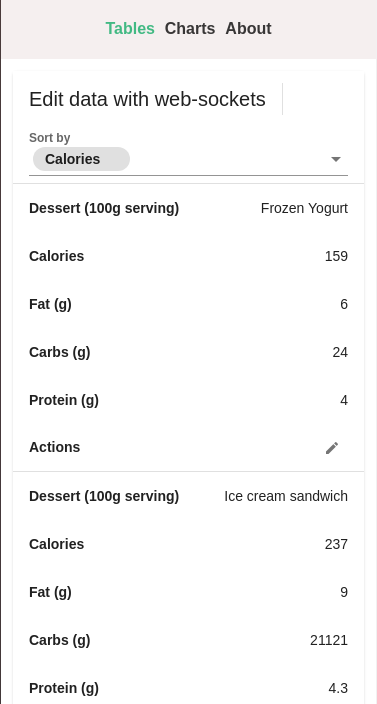 Tables Charts About
Edit data with web-sockets
Sort by
Calories
Dessert (100g serving) Frozen Yogurt
Calories 159
Fat (g) 6
Carbs (g) 24
Protein (g) 4
Actions
Dessert (100g serving) Ice cream sandwich
Calories 237
Fat (g) 9
Carbs (g) 21121
Protein (g) 4.3